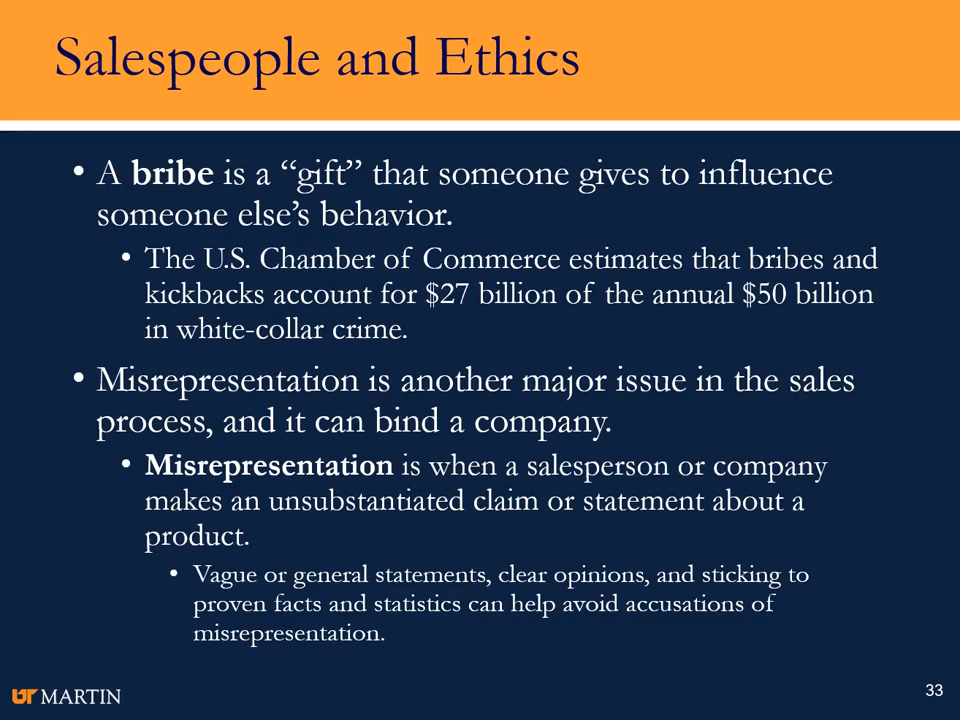 Salespeople and Ethics
• A bribe is a “gift” that someone gives to influence
someone else’s behavior.
• The U.S. Chamber of Commerce estimates that bribes and
kickbacks account for $27 billion of the annual $50 billion
in white-collar crime.
• Misrepresentation is another major issue in the sales
process, and it can bind a company.
• Misrepresentation is when a salesperson or company
makes an unsubstantiated claim or statement about a
product.
• Vague or general statements, clear opinions, and sticking to
proven facts and statistics can help avoid accusations of
misrepresentation.
UT MARTIN
33